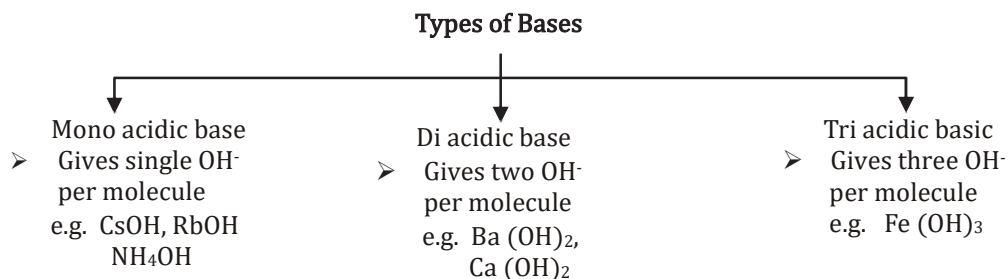 Types of Bases
Mono acidic base
➢ Gives single OH⁻
per molecule
e.g. CsOH, RbOH
NH₄OH
Di acidic base
➢ Gives two OH⁻
per molecule
e.g. Ba (OH)₂,
Ca (OH)₂
Tri acidic basic
➢ Gives three OH⁻
per molecule
e.g. Fe (OH)₃